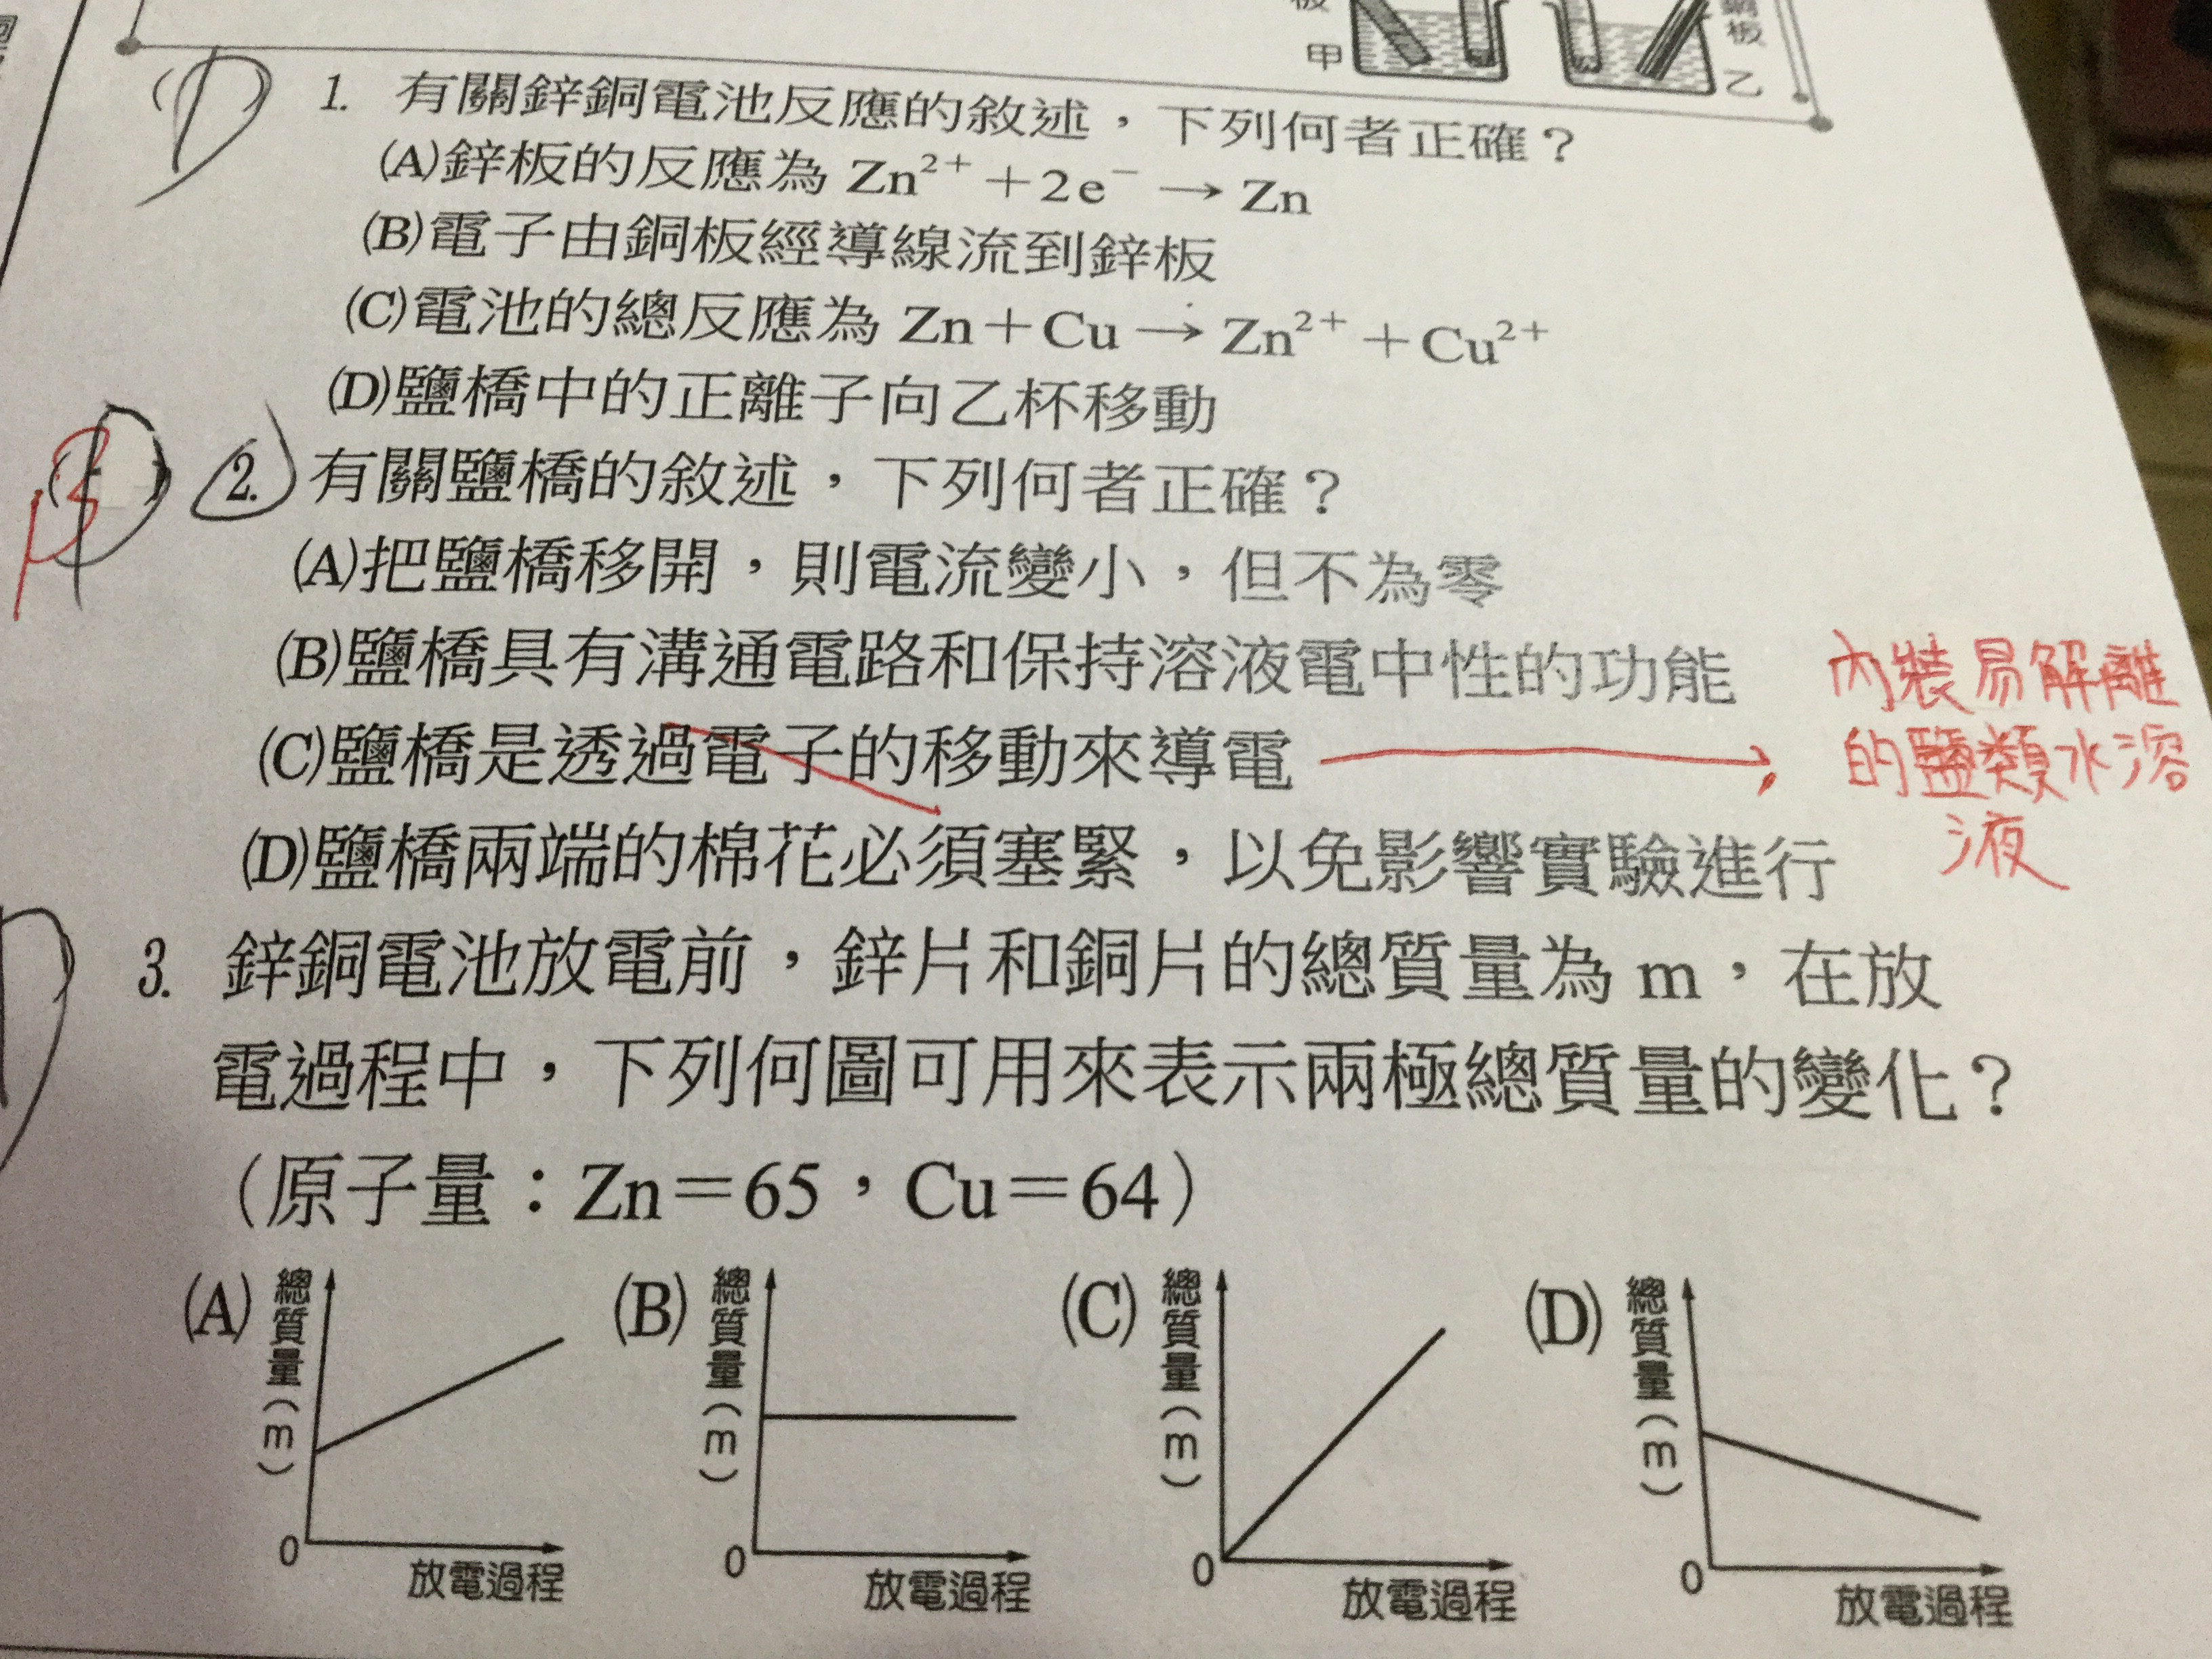 板
甲
銅
板
乙
(D) 1. 有關鋅銅電池反應的敘述，下列何者正確？
(A)鋅板的反應為 Zn²⁺＋2e⁻→Zn
(B)電子由銅板經導線流到鋅板
(C)電池的總反應為 Zn＋Cu→Zn²⁺＋Cu²⁺
(D)鹽橋中的正離子向乙杯移動
2. 有關鹽橋的敘述，下列何者正確？
(A)把鹽橋移開，則電流變小，但不為零
(B)鹽橋具有溝通電路和保持溶液電中性的功能
(C)鹽橋是透過電子的移動來導電
內裝易解離
的鹽類水溶
液
(D)鹽橋兩端的棉花必須塞緊，以免影響實驗進行
3. 鋅銅電池放電前，鋅片和銅片的總質量為 m，在放
電過程中，下列何圖可用來表示兩極總質量的變化？
（原子量：Zn＝65，Cu＝64）
(A) 總質量(m) 0 放電過程
(B) 總質量(m) 0 放電過程
(C) 總質量(m) 0 放電過程
(D) 總質量(m) 0 放電過程